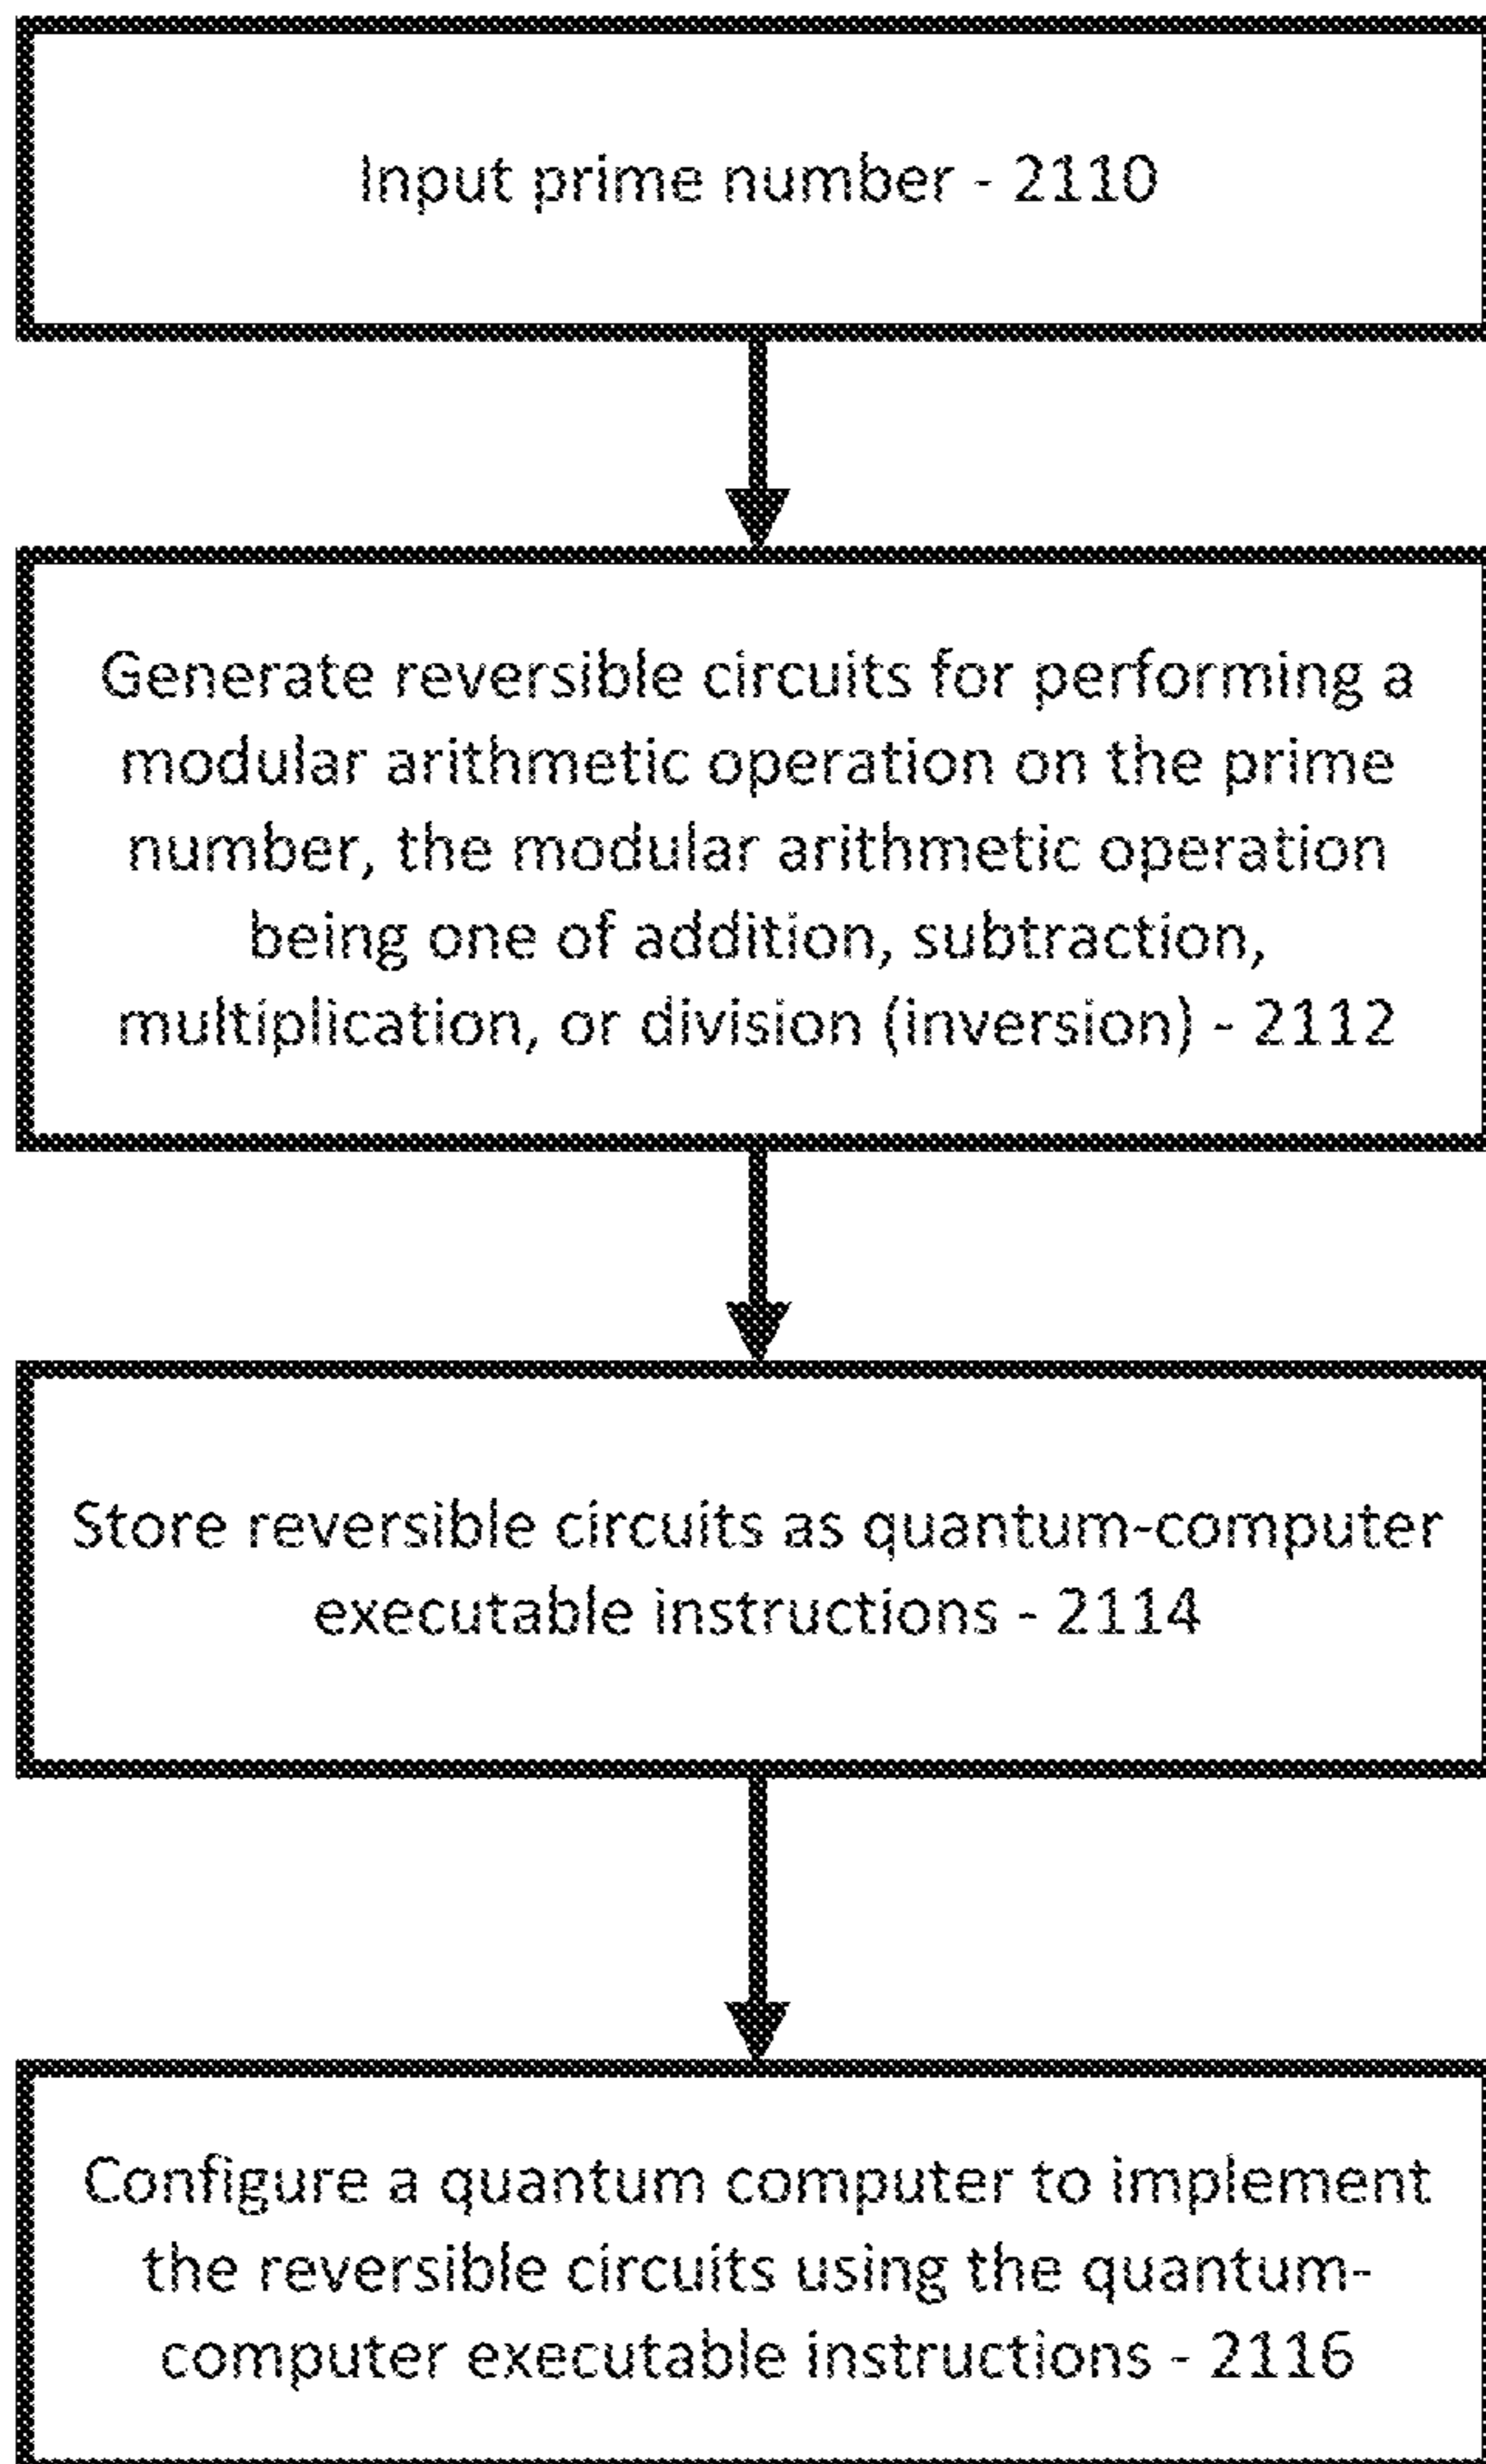 Input prime number - 2110
Generate reversible circuits for performing a
modular arithmetic operation on the prime
number, the modular arithmetic operation
being one of addition, subtraction,
multiplication, or division (inversion) - 2112
Store reversible circuits as quantum-computer
executable instructions - 2114
Configure a quantum computer to implement
the reversible circuits using the quantum-
computer executable instructions - 2116